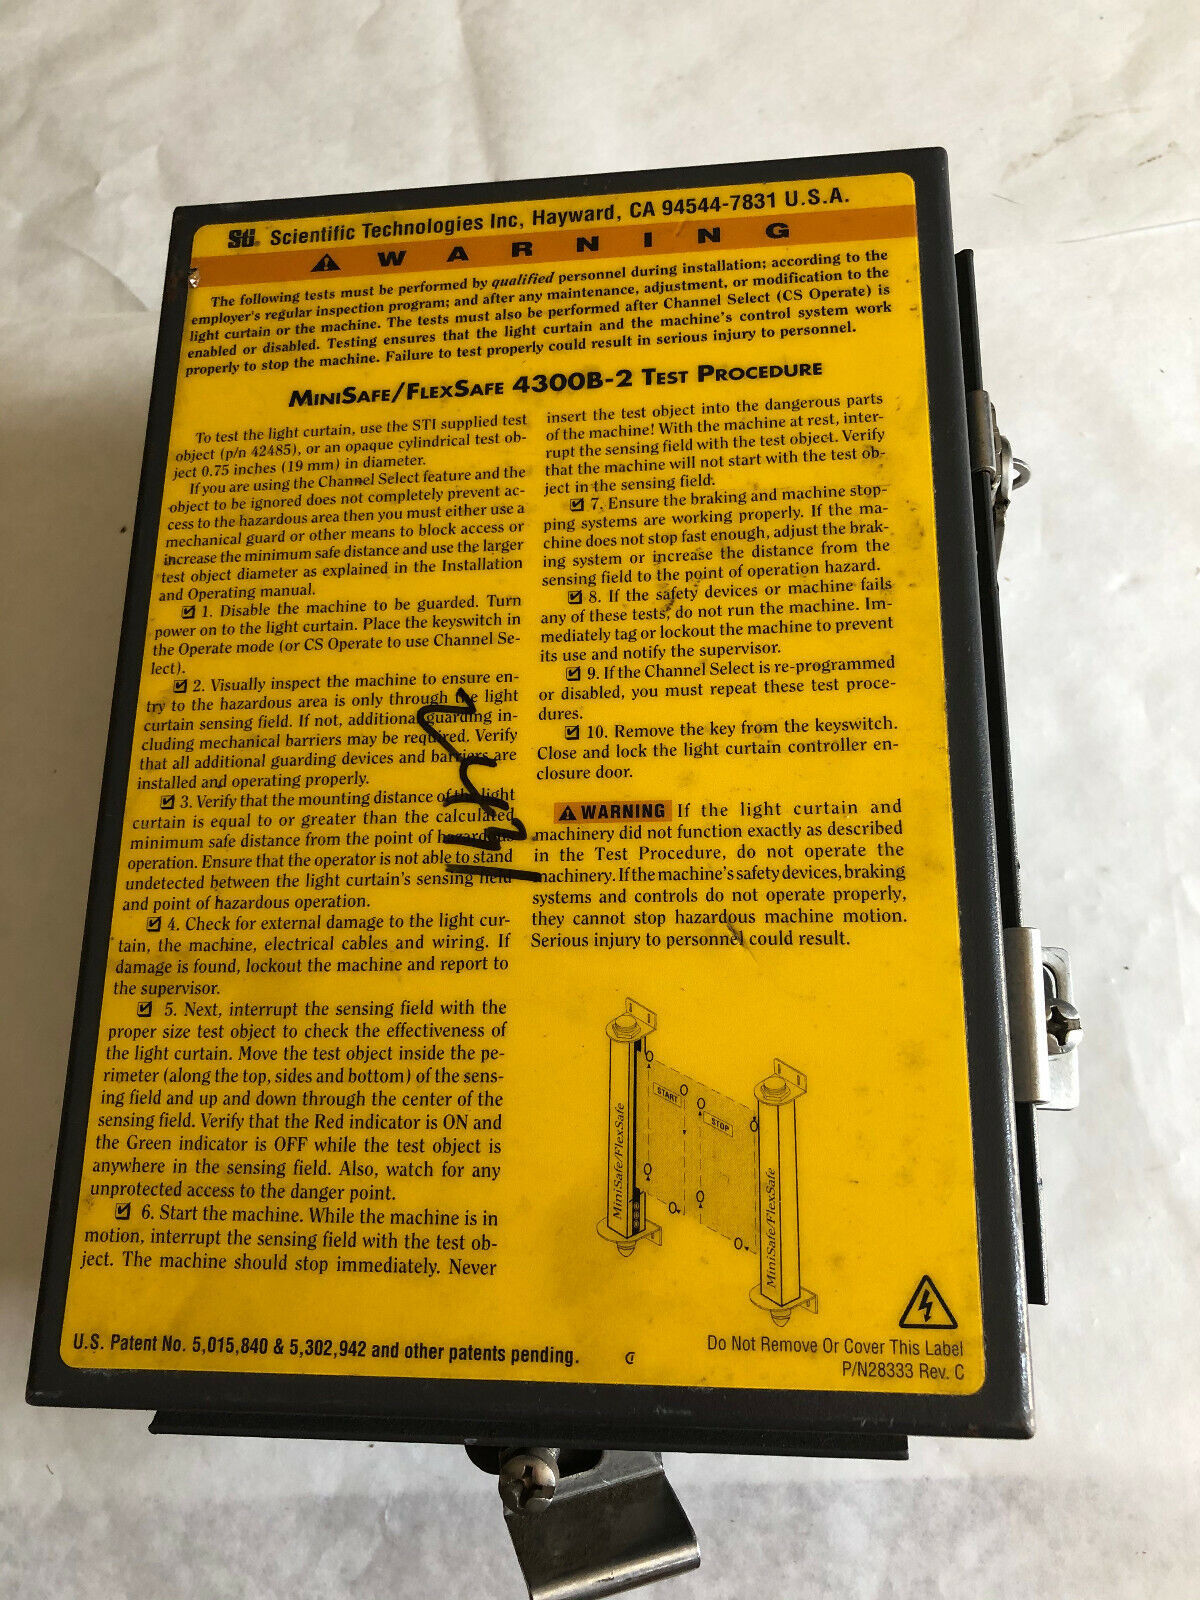 Sti® Scientific Technologies Inc, Hayward, CA 94544-7831 U.S.A.
WARNING
The following tests must be performed by qualified personnel during installation; according to the
employer's regular inspection program; and after any maintenance, adjustment, or modification to the
light curtain or the machine. The tests must also be performed after Channel Select (CS Operate) is
enabled or disabled. Testing ensures that the light curtain and the machine's control system work
properly to stop the machine. Failure to test properly could result in serious injury to personnel.
MINISAFE/FLEXSAFE 4300B-2 TEST PROCEDURE
To test the light curtain, use the STI supplied test
object (p/n 42485), or an opaque cylindrical test ob-
ject 0.75 inches (19 mm) in diameter.
If you are using the Channel Select feature and the
object to be ignored does not completely prevent ac-
cess to the hazardous area then you must either use a
mechanical guard or other means to block access or
increase the minimum safe distance and use the larger
test object diameter as explained in the Installation
and Operating manual.
1. Disable the machine to be guarded. Turn
power on to the light curtain. Place the keyswitch in
the Operate mode (or CS Operate to use Channel Se-
lect).
2. Visually inspect the machine to ensure en-
try to the hazardous area is only through the light
curtain sensing field. If not, additional guarding in-
cluding mechanical barriers may be required. Verify
that all additional guarding devices and barriers are
installed and operating properly.
3. Verify that the mounting distance of the light
curtain is equal to or greater than the calculated
minimum safe distance from the point of hazardous
operation. Ensure that the operator is not able to stand
undetected between the light curtain's sensing field
and point of hazardous operation.
4. Check for external damage to the light cur-
tain, the machine, electrical cables and wiring. If
damage is found, lockout the machine and report to
the supervisor.
5. Next, interrupt the sensing field with the
proper size test object to check the effectiveness of
the light curtain. Move the test object inside the pe-
rimeter (along the top, sides and bottom) of the sens-
ing field and up and down through the center of the
sensing field. Verify that the Red indicator is ON and
the Green indicator is OFF while the test object is
anywhere in the sensing field. Also, watch for any
unprotected access to the danger point.
6. Start the machine. While the machine is in
motion, interrupt the sensing field with the test ob-
ject. The machine should stop immediately. Never
insert the test object into the dangerous parts
of the machine! With the machine at rest, inter-
rupt the sensing field with the test object. Verify
that the machine will not start with the test ob-
ject in the sensing field.
7. Ensure the braking and machine stop-
ping systems are working properly. If the ma-
chine does not stop fast enough, adjust the brak-
ing system or increase the distance from the
sensing field to the point of operation hazard.
8. If the safety devices or machine fails
any of these tests, do not run the machine. Im-
mediately tag or lockout the machine to prevent
its use and notify the supervisor.
9. If the Channel Select is re-programmed
or disabled, you must repeat these test proce-
dures.
10. Remove the key from the keyswitch.
Close and lock the light curtain controller en-
closure door.
WARNING If the light curtain and
machinery did not function exactly as described
in the Test Procedure, do not operate the
machinery. If the machine's safety devices, braking
systems and controls do not operate properly,
they cannot stop hazardous machine motion.
Serious injury to personnel could result.
START
STOP
MiniSafe/FlexSafe
MiniSafe/FlexSafe
U.S. Patent No. 5,015,840 & 5,302,942 and other patents pending.
Do Not Remove Or Cover This Label
P/N28333 Rev. C